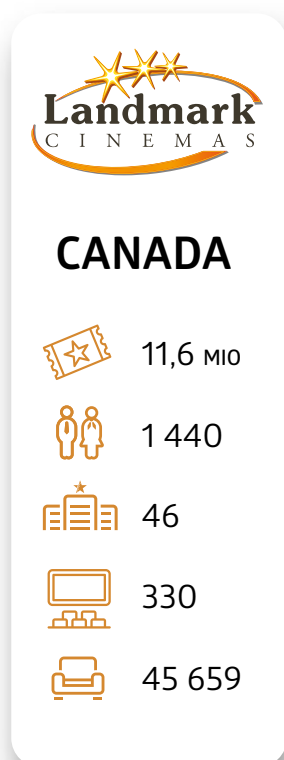 Landmark
CINEMAS
CANADA
11,6 MIO
1 440
46
330
45 659